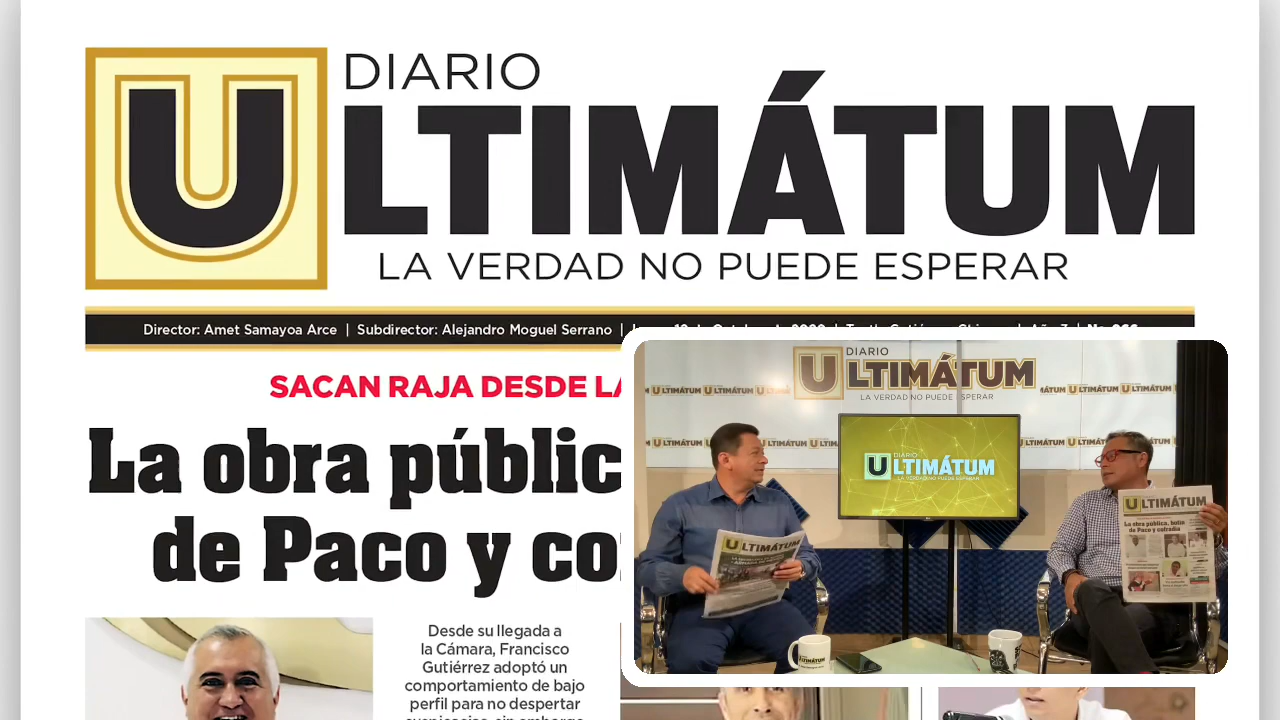 DIARIO
ULTIMÁTUM
LA VERDAD NO PUEDE ESPERAR
Director: Amet Samayoa Arce | Subdirector: Alejandro Moguel Serrano |
SACAN RAJA DESDE LA
La obra públic
de Paco y co
Desde su llegada a
la Cámara, Francisco
Gutiérrez adoptó un
comportamiento de bajo
perfil para no despertar
DIARIO
ULTIMÁTUM
LA VERDAD NO PUEDE ESPERAR
ULTIMÁTUM ULTIMÁTUM
ULTIMÁTUM ULTIMÁTUM
ULTIMÁTUM ULTIMÁTUM
ULTIMÁTUM ULTIMÁTUM
DIARIO
ULTIMÁTUM
LA VERDAD NO PUEDE ESPERAR
ULTIMÁTUM
ULTIMÁTUM
La obra pública, botín
de Paco y cofradía
ULTIMÁTUM